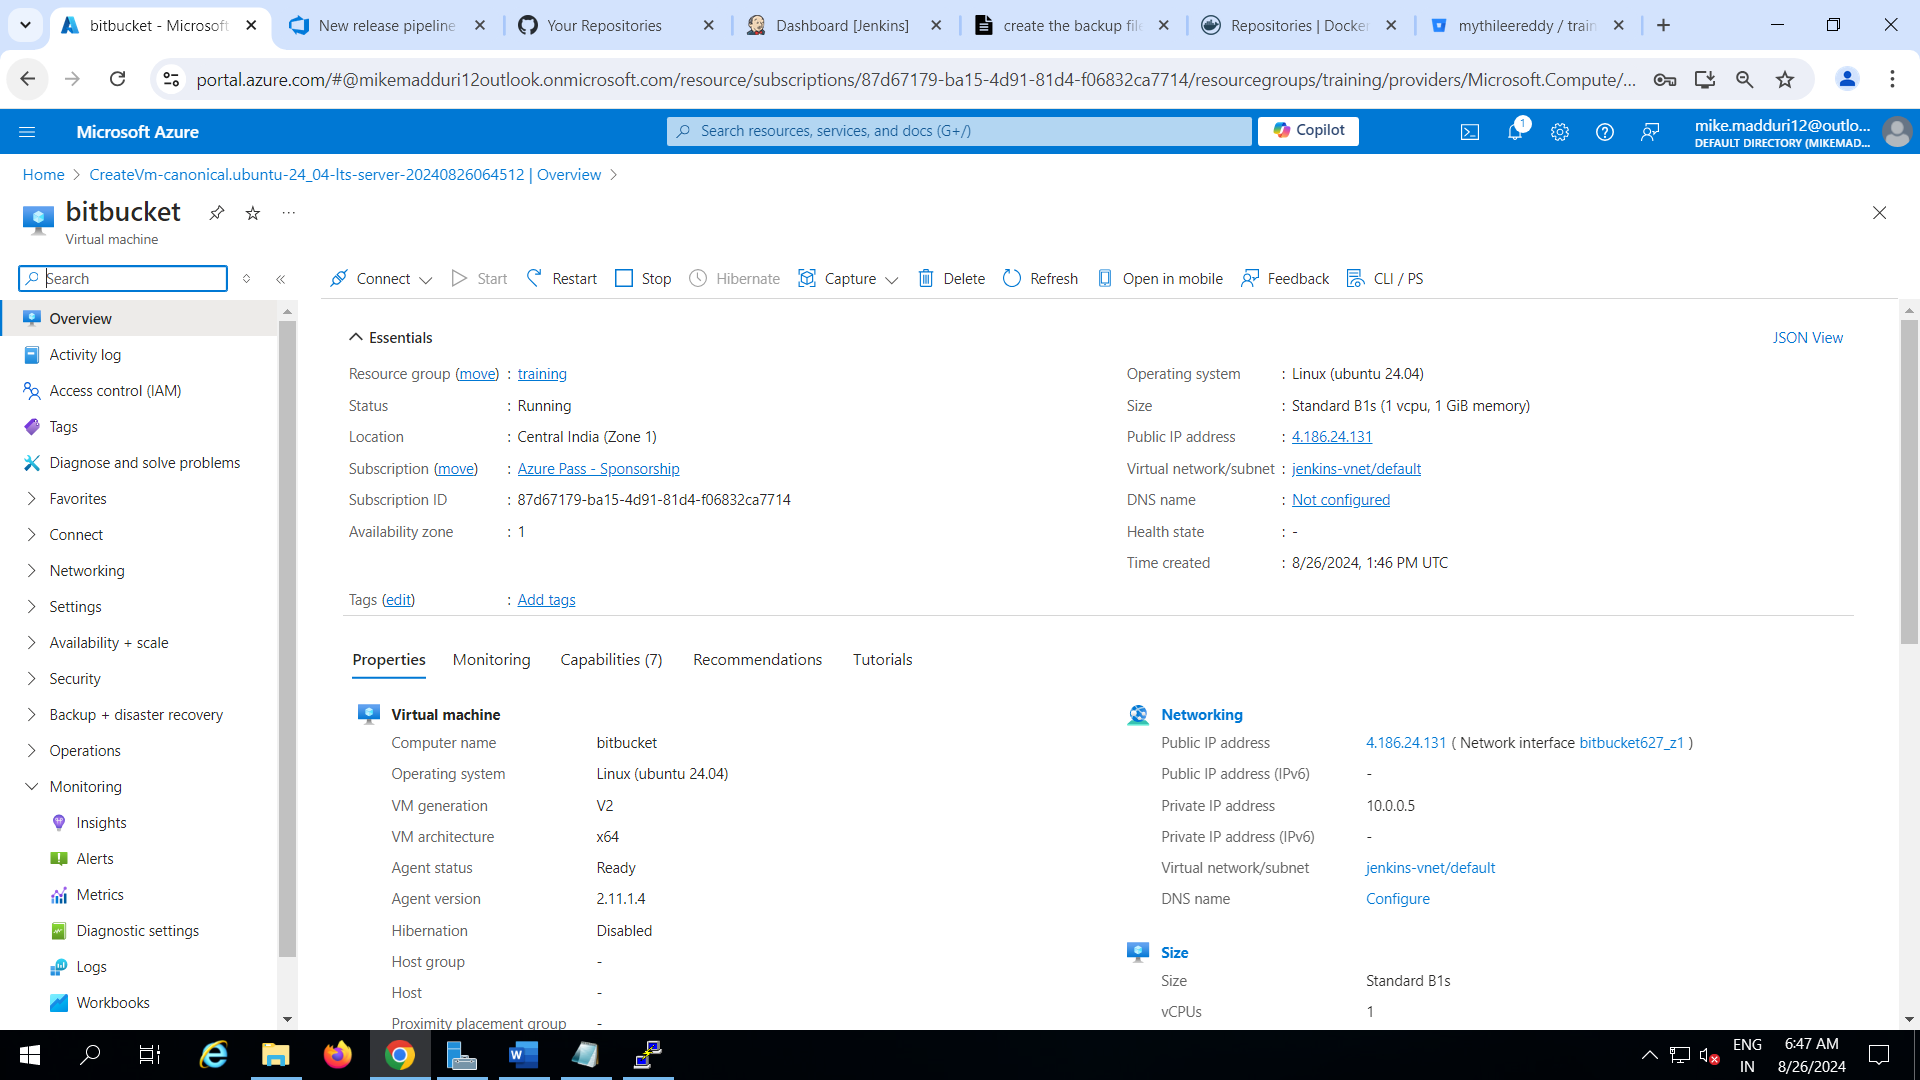 bitbucket - Microsoft
New release pipeline
Your Repositories
Dashboard [Jenkins]
create the backup file
Repositories | Docker
mythileereddy / train
portal.azure.com/#@mikemadduri12outlook.onmicrosoft.com/resource/subscriptions/87d67179-ba15-4d91-81d4-f06832ca7714/resourcegroups/training/providers/Microsoft.Compute/...
Microsoft Azure
Search resources, services, and docs (G+/)
Copilot
1
mike.madduri12@outlo...
DEFAULT DIRECTORY (MIKEMAD...
Home > CreateVm-canonical.ubuntu-24_04-lts-server-20240826064512 | Overview >
bitbucket
Virtual machine
Search
Connect
Start
Restart
Stop
Hibernate
Capture
Delete
Refresh
Open in mobile
Feedback
CLI / PS
Overview
Activity log
Access control (IAM)
Tags
Diagnose and solve problems
Favorites
Connect
Networking
Settings
Availability + scale
Security
Backup + disaster recovery
Operations
Monitoring
Insights
Alerts
Metrics
Diagnostic settings
Logs
Workbooks
Essentials
JSON View
Resource group (move) : training
Status : Running
Location : Central India (Zone 1)
Subscription (move) : Azure Pass - Sponsorship
Subscription ID : 87d67179-ba15-4d91-81d4-f06832ca7714
Availability zone : 1
Operating system : Linux (ubuntu 24.04)
Size : Standard B1s (1 vcpu, 1 GiB memory)
Public IP address : 4.186.24.131
Virtual network/subnet : jenkins-vnet/default
DNS name : Not configured
Health state : -
Time created : 8/26/2024, 1:46 PM UTC
Tags (edit) : Add tags
Properties
Monitoring
Capabilities (7)
Recommendations
Tutorials
Virtual machine
Computer name bitbucket
Operating system Linux (ubuntu 24.04)
VM generation V2
VM architecture x64
Agent status Ready
Agent version 2.11.1.4
Hibernation Disabled
Host group -
Host -
Proximity placement group -
Networking
Public IP address 4.186.24.131 ( Network interface bitbucket627_z1 )
Public IP address (IPv6) -
Private IP address 10.0.0.5
Private IP address (IPv6) -
Virtual network/subnet jenkins-vnet/default
DNS name Configure
Size
Size Standard B1s
vCPUs 1
ENG
IN
6:47 AM
8/26/2024